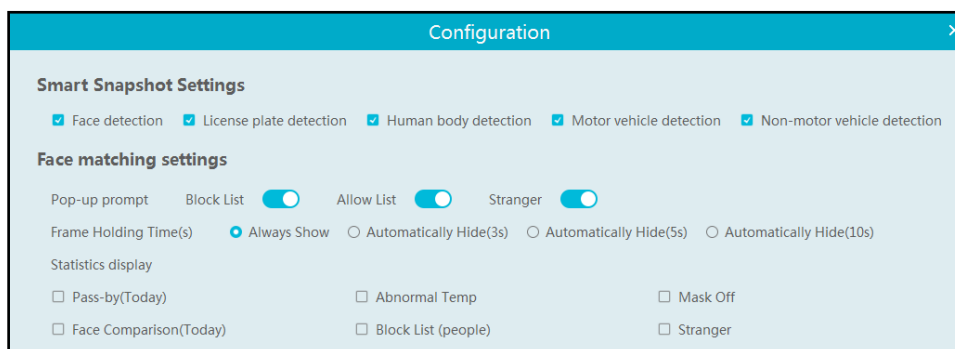 Configuration
Smart Snapshot Settings
Face detection License plate detection Human body detection Motor vehicle detection Non-motor vehicle detection
Face matching settings
Pop-up prompt Block List Allow List Stranger
Frame Holding Time(s) Always Show Automatically Hide(3s) Automatically Hide(5s) Automatically Hide(10s)
Statistics display
Pass-by(Today) Abnormal Temp Mask Off
Face Comparison(Today) Block List (people) Stranger